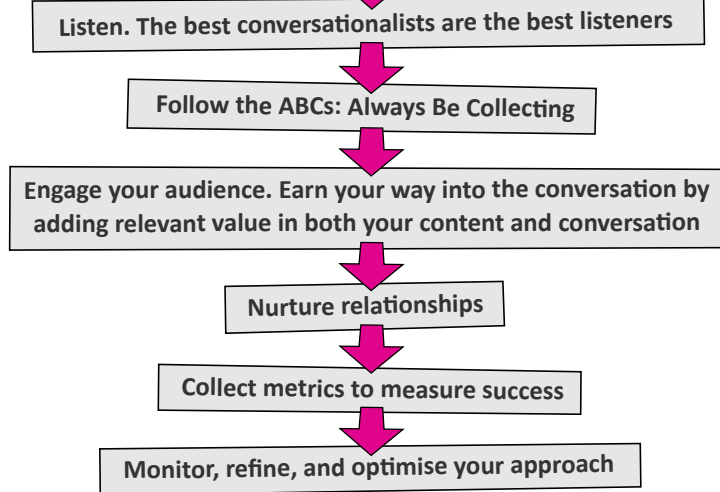 Listen. The best conversationalists are the best listeners
Follow the ABCs: Always Be Collecting
Engage your audience. Earn your way into the conversation by
adding relevant value in both your content and conversation
Nurture relationships
Collect metrics to measure success
Monitor, refine, and optimise your approach